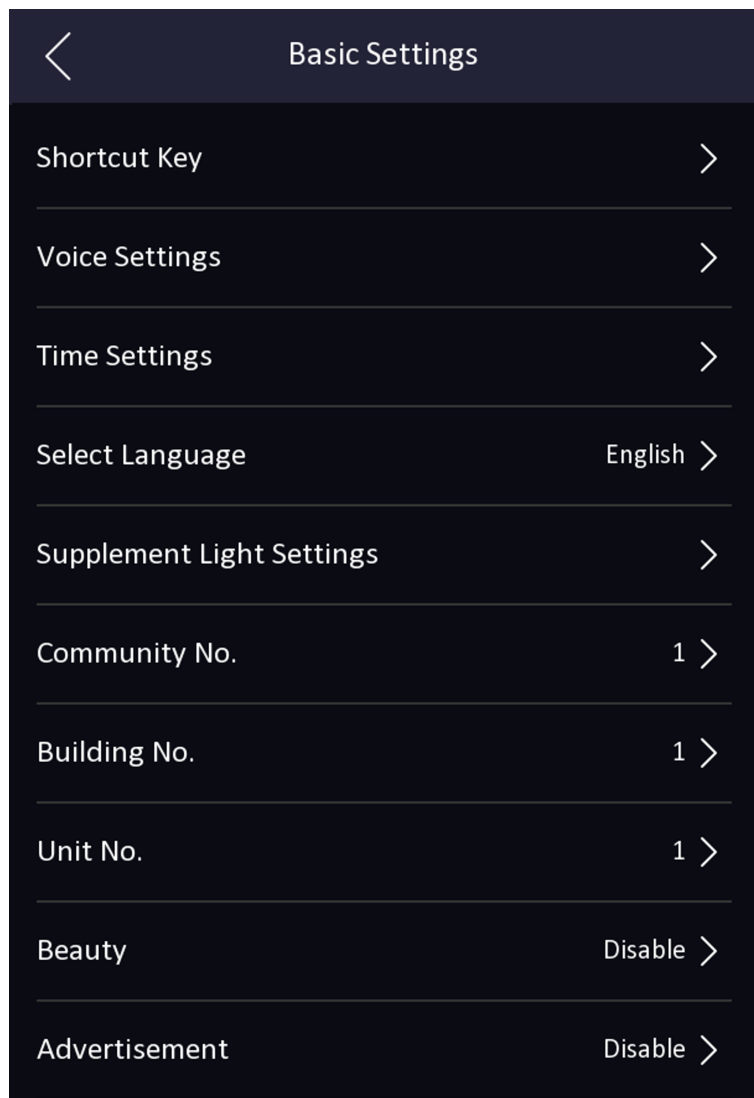 Basic Settings
Shortcut Key
Voice Settings
Time Settings
Select Language English
Supplement Light Settings
Community No. 1
Building No. 1
Unit No. 1
Beauty Disable
Advertisement Disable